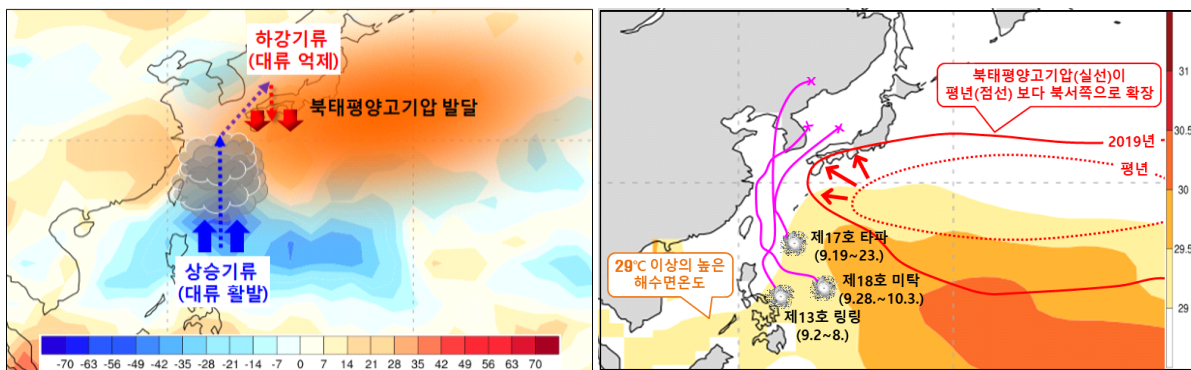 하강기류
(대류 억제)
북태평양고기압 발달
상승기류
(대류 활발)
-70 -63 -56 -49 -42 -35 -28 -21 -14 -7 0 7 14 21 28 35 42 49 56 63 70
북태평양고기압(실선)이
평년(점선) 보다 북서쪽으로 확장
2019년
평년
제17호 타파
(9.19~23.)
29℃ 이상의 높은
해수면온도
제18호 미탁
(9.28.~10.3.)
제13호 링링
(9.2~8.)
31
30.5
30
29.5
29